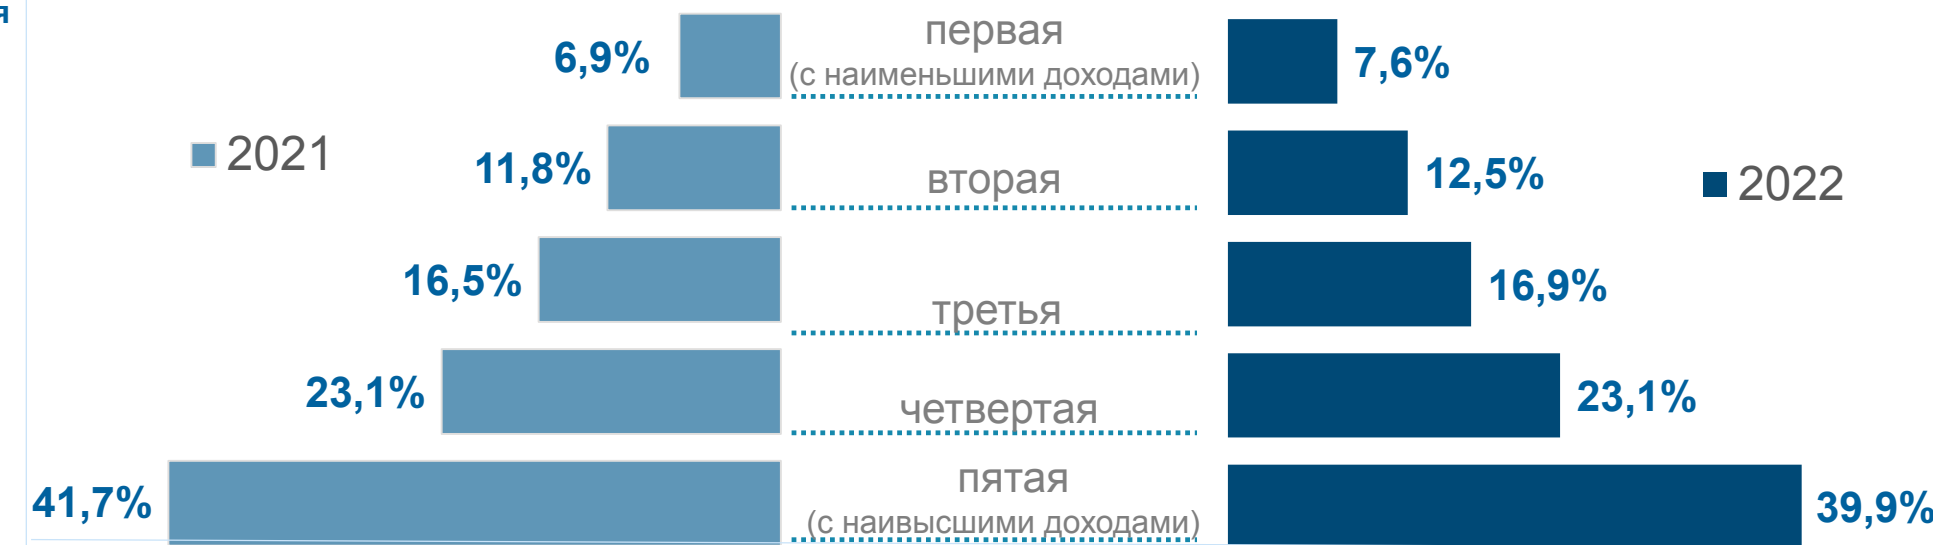 я
первая
6,9%
(с наименьшими доходами)
7,6%
2021
11,8%
вторая
12,5%
2022
16,5%
третья
16,9%
23,1%
четвертая
23,1%
41,7%
пятая
(с наивысшими доходами)
39,9%